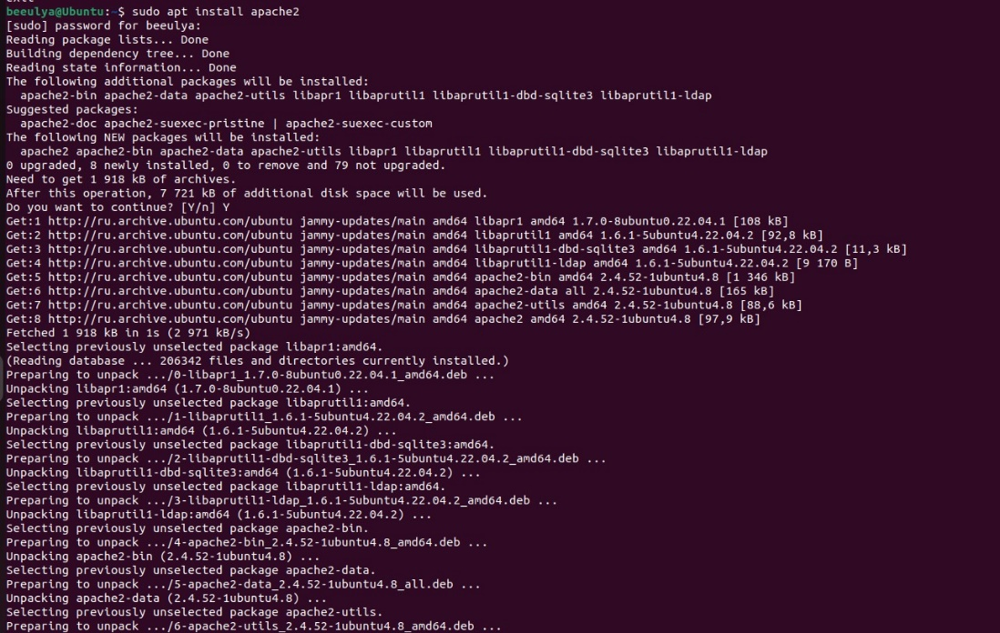 beeulya@Ubuntu:~$ sudo apt install apache2
[sudo] password for beeulya:
Reading package lists... Done
Building dependency tree... Done
Reading state information... Done
The following additional packages will be installed:
  apache2-bin apache2-data apache2-utils libapr1 libaprutil1 libaprutil1-dbd-sqlite3 libaprutil1-ldap
Suggested packages:
  apache2-doc apache2-suexec-pristine | apache2-suexec-custom
The following NEW packages will be installed:
  apache2 apache2-bin apache2-data apache2-utils libapr1 libaprutil1 libaprutil1-dbd-sqlite3 libaprutil1-ldap
0 upgraded, 8 newly installed, 0 to remove and 79 not upgraded.
Need to get 1 918 kB of archives.
After this operation, 7 721 kB of additional disk space will be used.
Do you want to continue? [Y/n] Y
Get:1 http://ru.archive.ubuntu.com/ubuntu jammy-updates/main amd64 libapr1 amd64 1.7.0-8ubuntu0.22.04.1 [108 kB]
Get:2 http://ru.archive.ubuntu.com/ubuntu jammy-updates/main amd64 libaprutil1 amd64 1.6.1-5ubuntu4.22.04.2 [92,8 kB]
Get:3 http://ru.archive.ubuntu.com/ubuntu jammy-updates/main amd64 libaprutil1-dbd-sqlite3 amd64 1.6.1-5ubuntu4.22.04.2 [11,3 kB]
Get:4 http://ru.archive.ubuntu.com/ubuntu jammy-updates/main amd64 libaprutil1-ldap amd64 1.6.1-5ubuntu4.22.04.2 [9 170 B]
Get:5 http://ru.archive.ubuntu.com/ubuntu jammy-updates/main amd64 apache2-bin amd64 2.4.52-1ubuntu4.8 [1 346 kB]
Get:6 http://ru.archive.ubuntu.com/ubuntu jammy-updates/main amd64 apache2-data all 2.4.52-1ubuntu4.8 [165 kB]
Get:7 http://ru.archive.ubuntu.com/ubuntu jammy-updates/main amd64 apache2-utils amd64 2.4.52-1ubuntu4.8 [88,6 kB]
Get:8 http://ru.archive.ubuntu.com/ubuntu jammy-updates/main amd64 apache2 amd64 2.4.52-1ubuntu4.8 [97,9 kB]
Fetched 1 918 kB in 1s (2 971 kB/s)
Selecting previously unselected package libapr1:amd64.
(Reading database ... 206342 files and directories currently installed.)
Preparing to unpack .../0-libapr1_1.7.0-8ubuntu0.22.04.1_amd64.deb ...
Unpacking libapr1:amd64 (1.7.0-8ubuntu0.22.04.1) ...
Selecting previously unselected package libaprutil1:amd64.
Preparing to unpack .../1-libaprutil1_1.6.1-5ubuntu4.22.04.2_amd64.deb ...
Unpacking libaprutil1:amd64 (1.6.1-5ubuntu4.22.04.2) ...
Selecting previously unselected package libaprutil1-dbd-sqlite3:amd64.
Preparing to unpack .../2-libaprutil1-dbd-sqlite3_1.6.1-5ubuntu4.22.04.2_amd64.deb ...
Unpacking libaprutil1-dbd-sqlite3:amd64 (1.6.1-5ubuntu4.22.04.2) ...
Selecting previously unselected package libaprutil1-ldap:amd64.
Preparing to unpack .../3-libaprutil1-ldap_1.6.1-5ubuntu4.22.04.2_amd64.deb ...
Unpacking libaprutil1-ldap:amd64 (1.6.1-5ubuntu4.22.04.2) ...
Selecting previously unselected package apache2-bin.
Preparing to unpack .../4-apache2-bin_2.4.52-1ubuntu4.8_amd64.deb ...
Unpacking apache2-bin (2.4.52-1ubuntu4.8) ...
Selecting previously unselected package apache2-data.
Preparing to unpack .../5-apache2-data_2.4.52-1ubuntu4.8_all.deb ...
Unpacking apache2-data (2.4.52-1ubuntu4.8) ...
Selecting previously unselected package apache2-utils.
Preparing to unpack .../6-apache2-utils_2.4.52-1ubuntu4.8_amd64.deb ...